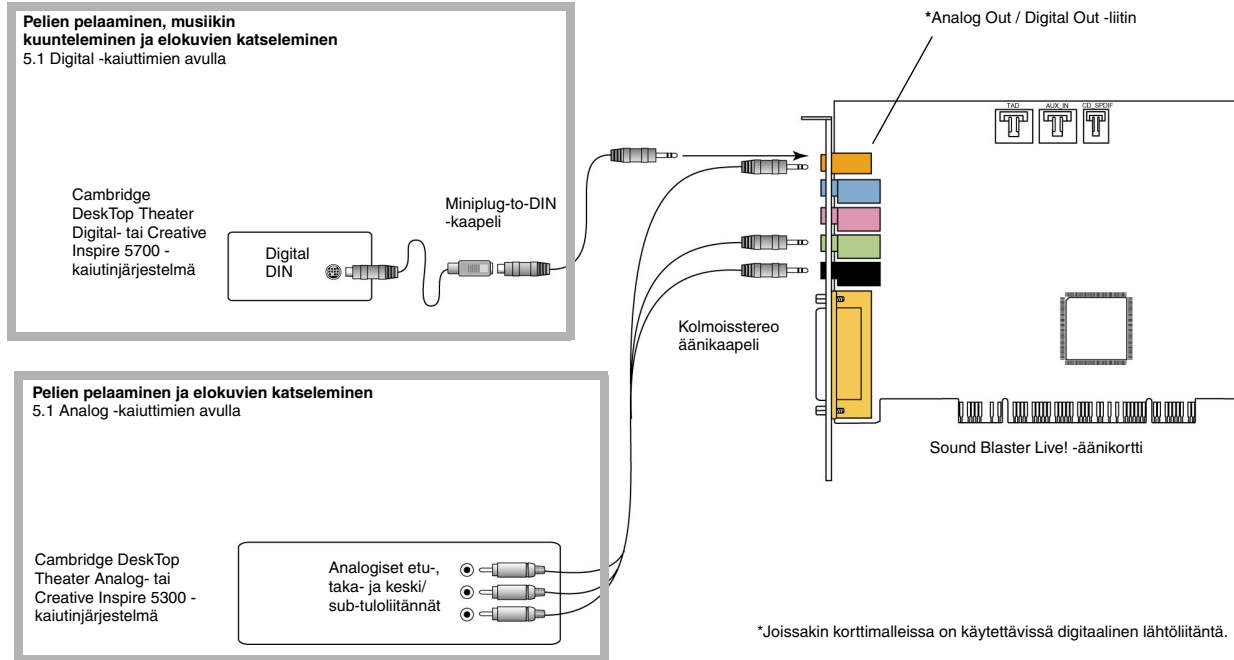 Pelien pelaaminen, musiikin
kuunteleminen ja elokuvien katseleminen
5.1 Digital -kaiuttimien avulla
*Analog Out / Digital Out -liitin
TAD
AUX_IN
CD_SPDIF
Cambridge
DeskTop Theater
Digital- tai Creative
Inspire 5700 -
kaiutinjärjestelmä
Digital
DIN
Miniplug-to-DIN
-kaapeli
Kolmoisstereo
äänikaapeli
Sound Blaster Live! -äänikortti
Pelien pelaaminen ja elokuvien katseleminen
5.1 Analog -kaiuttimien avulla
Cambridge DeskTop
Theater Analog- tai
Creative Inspire 5300 -
kaiutinjärjestelmä
Analogiset etu-,
taka- ja keski/
sub-tuloliitännät
*Joissakin korttimalleissa on käytettävissä digitaalinen lähtöliitäntä.